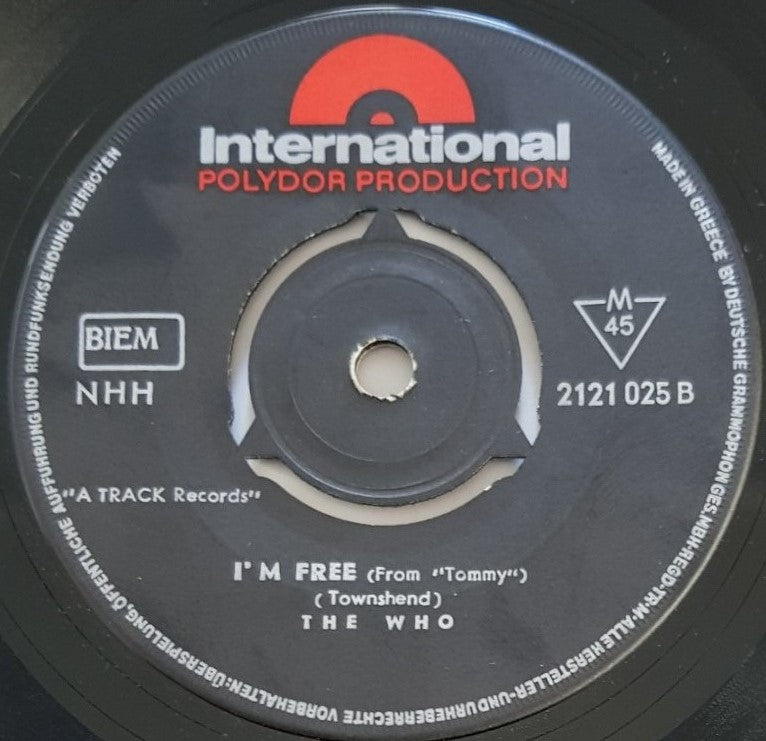 International
POLYDOR PRODUCTION
BIEM
NHH
M
45
2121 025 B
"A TRACK Records"
I'M FREE (From "Tommy")
(Townshend)
THE WHO
MADE IN GREECE BY DEUTSCHE GRAMMOPHON GES.MBH-REGD-TR-M-ALLE HERSTELLER-UND URHEBERRECHTE VORBEHALTEN: ÜBERSPIELUNG, ÖFFENTLICHE AUFFÜHRUNG UND RUNDFUNKSENDUNG VERBOTEN